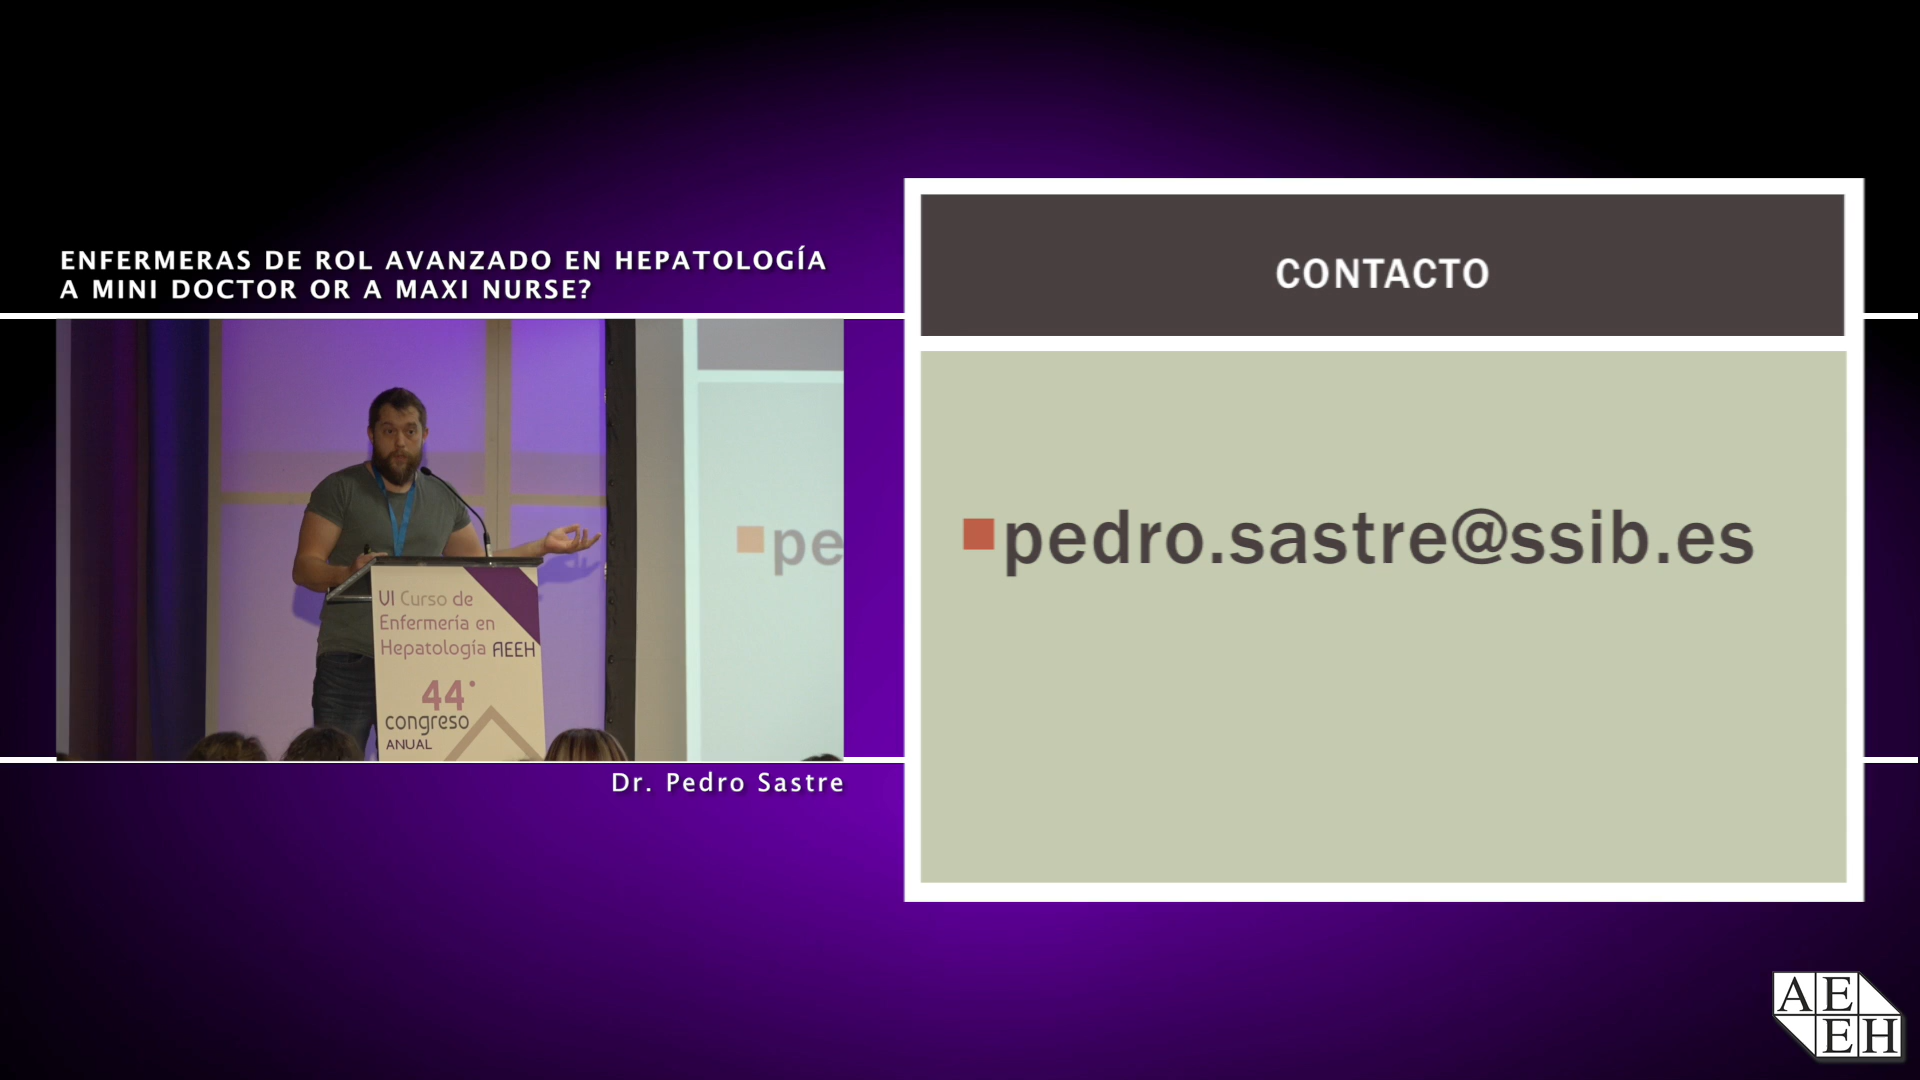 ENFERMERAS DE ROL AVANZADO EN HEPATOLOGÍA
A MINI DOCTOR OR A MAXI NURSE?
VI Curso de
Enfermería en
Hepatología AEEH
44º
congreso
ANUAL
pe
Dr. Pedro Sastre
CONTACTO
pedro.sastre@ssib.es
AE
EH